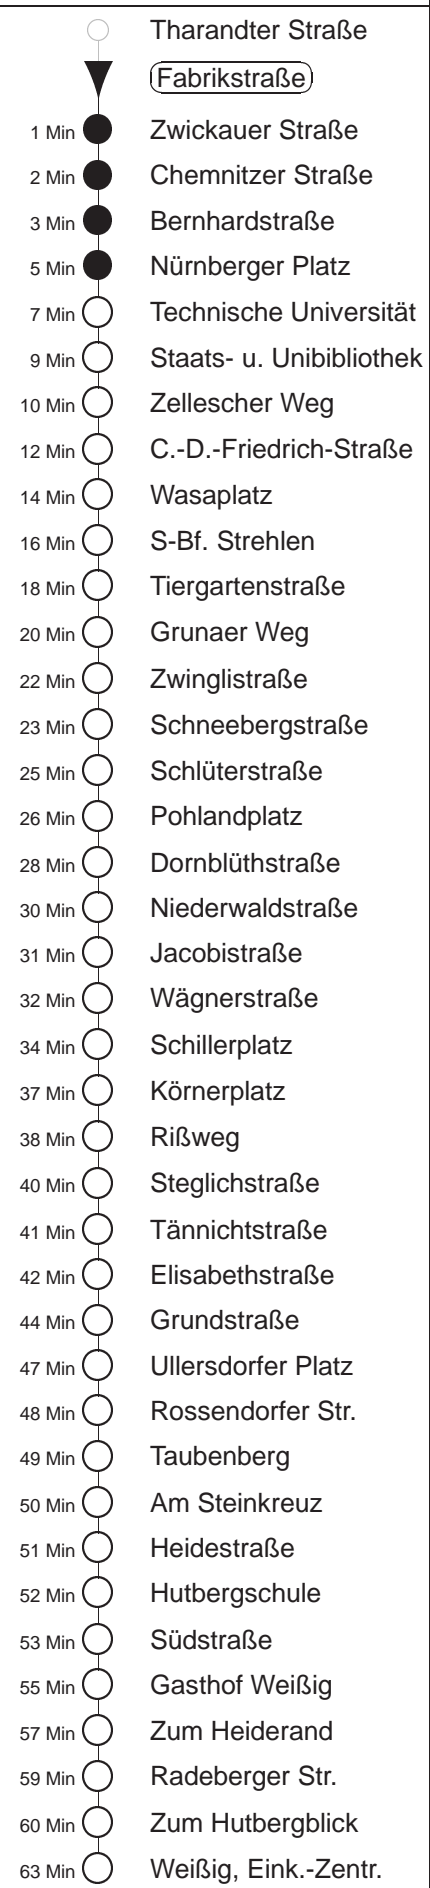 Tharandter Straße
Fabrikstraße
1 Min Zwickauer Straße
2 Min Chemnitzer Straße
3 Min Bernhardstraße
5 Min Nürnberger Platz
7 Min Technische Universität
9 Min Staats- u. Unibibliothek
10 Min Zellescher Weg
12 Min C.-D.-Friedrich-Straße
14 Min Wasaplatz
16 Min S-Bf. Strehlen
18 Min Tiergartenstraße
20 Min Grunaer Weg
22 Min Zwinglistraße
23 Min Schneebergstraße
25 Min Schlüterstraße
26 Min Pohlandplatz
28 Min Dornblüthstraße
30 Min Niederwaldstraße
31 Min Jacobistraße
32 Min Wägnerstraße
34 Min Schillerplatz
37 Min Körnerplatz
38 Min Rißweg
40 Min Steglichstraße
41 Min Tännichtstraße
42 Min Elisabethstraße
44 Min Grundstraße
47 Min Ullersdorfer Platz
48 Min Rossendorfer Str.
49 Min Taubenberg
50 Min Am Steinkreuz
51 Min Heidestraße
52 Min Hutbergschule
53 Min Südstraße
55 Min Gasthof Weißig
57 Min Zum Heiderand
59 Min Radeberger Str.
60 Min Zum Hutbergblick
63 Min Weißig, Eink.-Zentr.